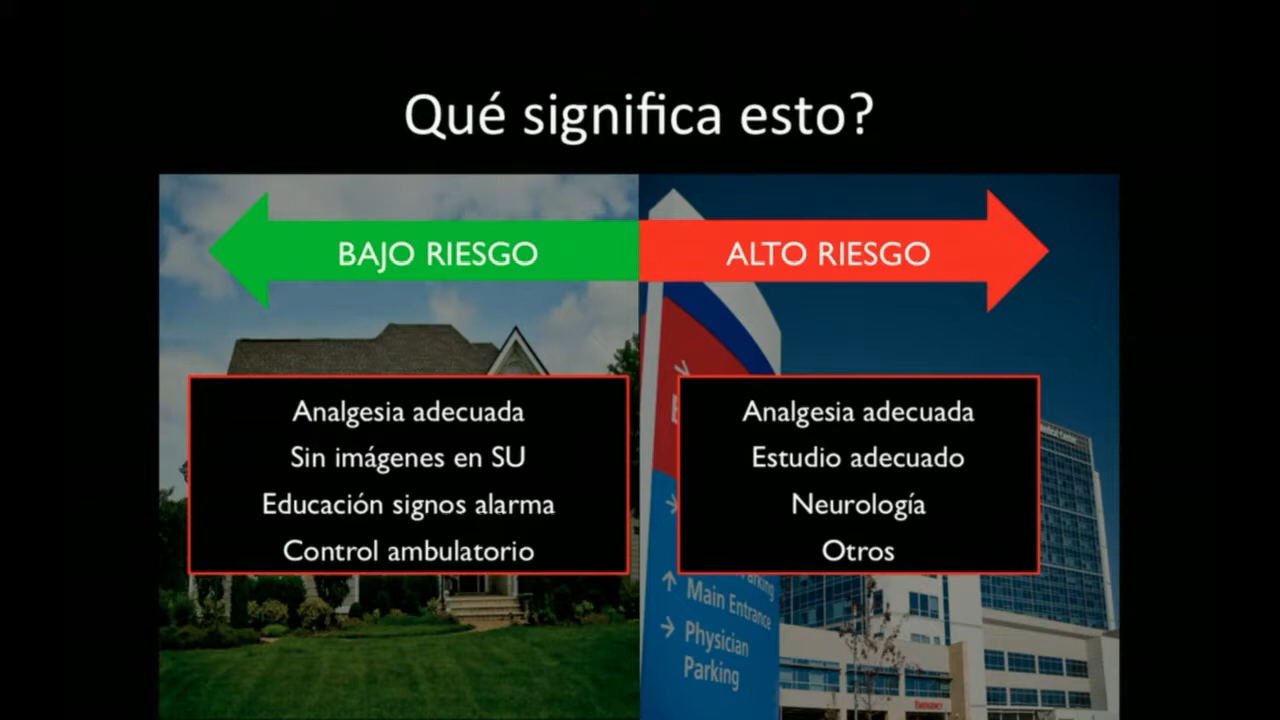 Qué significa esto?
BAJO RIESGO
ALTO RIESGO
Analgesia adecuada
Sin imágenes en SU
Educación signos alarma
Control ambulatorio
Analgesia adecuada
Estudio adecuado
Neurología
Otros
Parking
Main Entrance
Physician
Parking